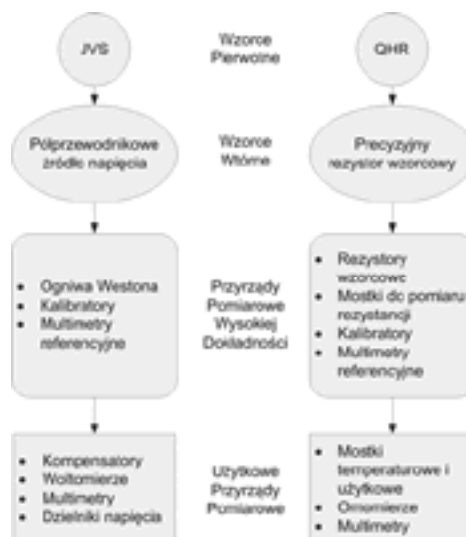 JVS
Wzorce
Pierwotne
QHR
Półprzewodnikowe
źródło napięcia
Wzorce
Wtórne
Precyzyjny
rezystor wzorcowy
• Ogniwa Westona
• Kalibratory
• Multimetry
referencyjne
Przyrządy
Pomiarowe
Wysokiej
Dokładności
• Rezystory
wzorcowe
• Mostki do pomiaru
rezystancji
• Kalibratory
• Multimetry
referencyjne
• Kompensatory
• Woltomierze
• Multimetry
• Dzielniki napięcia
Użytkowe
Przyrządy
Pomiarowe
• Mostki
temperaturowe i
użytkowe
• Omomierze
• Multimetry